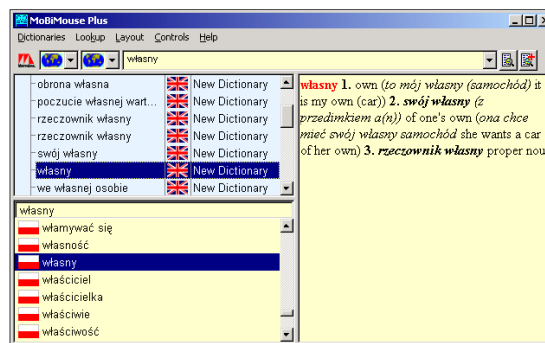 MoBiMouse Plus
Dictionaries Lookup Layout Controls Help
własny
obrona własna New Dictionary
poczucie własnej wart... New Dictionary
rzeczownik własny New Dictionary
rzeczownik własny New Dictionary
swój własny New Dictionary
własny New Dictionary
we własnej osobie New Dictionary
własny
włamywać się
własność
własny
właściciel
właścicielka
właściwie
właściwość
własny 1. own (to mój własny (samochód) it
is my own (car)) 2. swój własny (z
przedimkiem a(n)) of one's own (ona chce
mieć swój własny samochód she wants a car
of her own) 3. rzeczownik własny proper nou